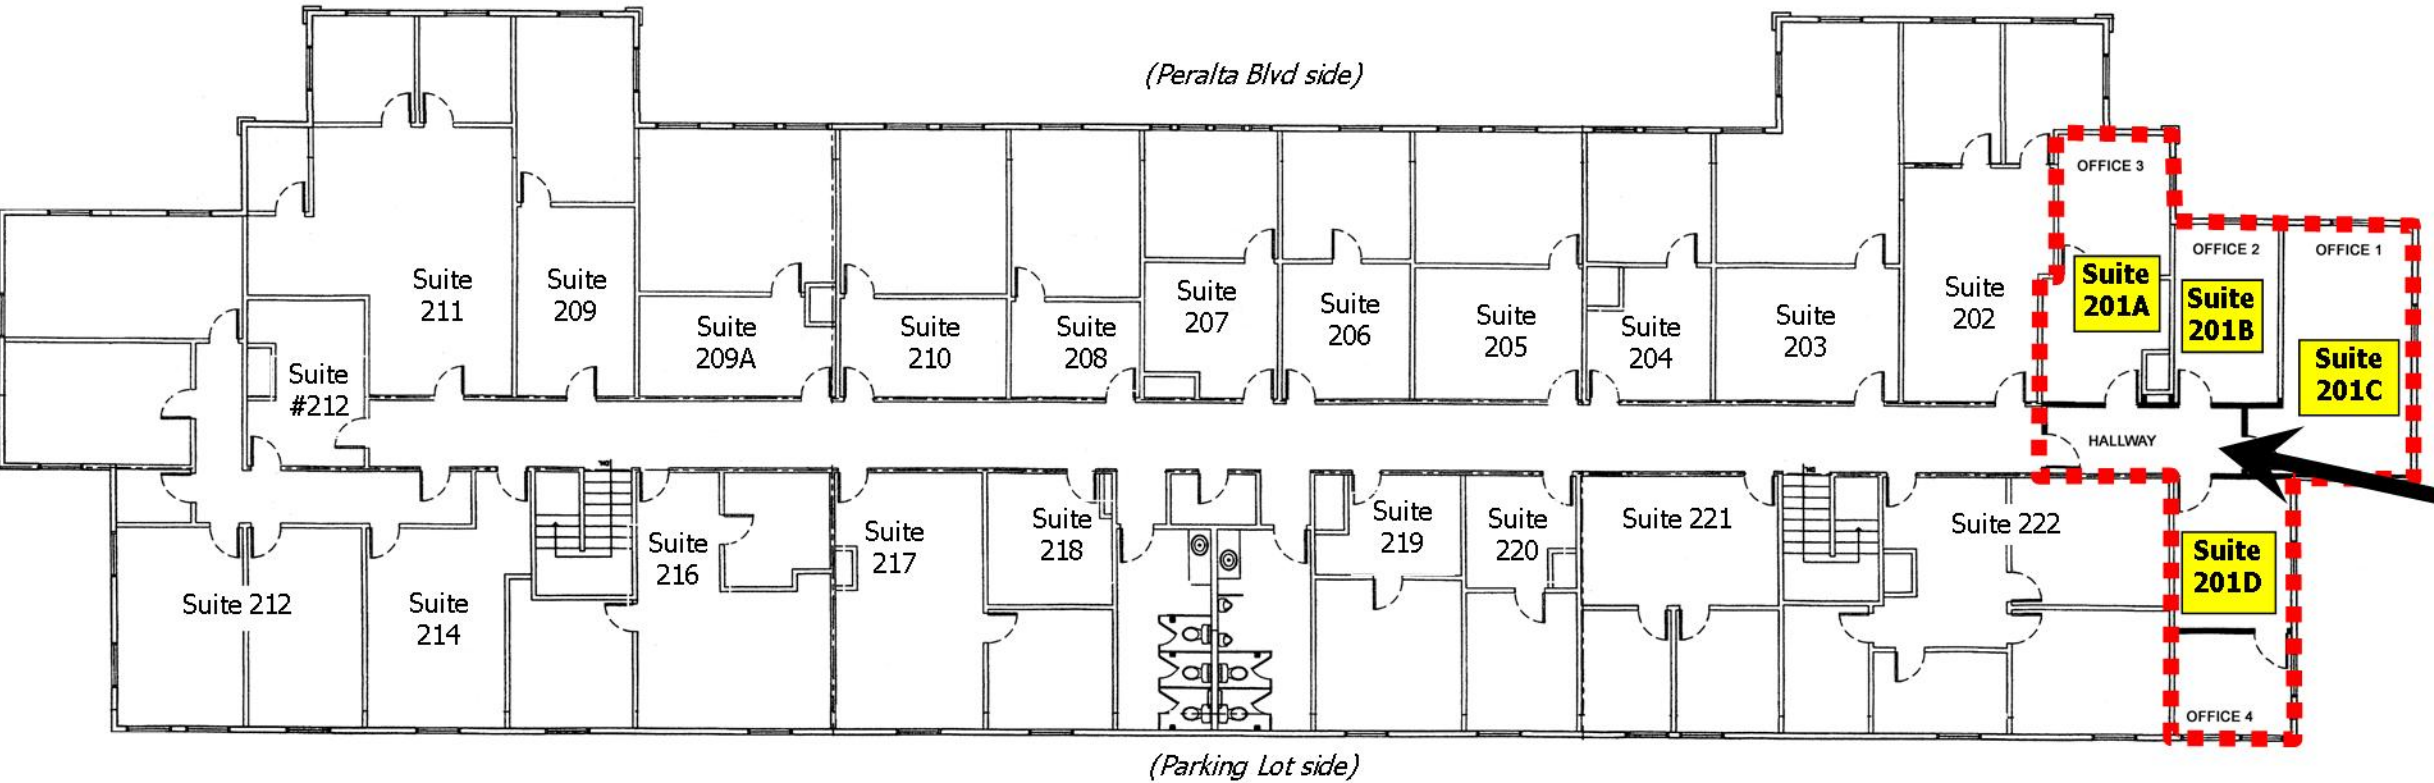 (Peralta Blvd side)
OFFICE 3
OFFICE 2
OFFICE 1
Suite
211
Suite
209
Suite
209A
Suite
210
Suite
208
Suite
207
Suite
206
Suite
205
Suite
204
Suite
203
Suite
202
Suite
201A
Suite
201B
Suite
201C
Suite
#212
HALLWAY
Suite 212
Suite
214
Suite
216
Suite
217
Suite
218
Suite
219
Suite
220
Suite 221
Suite 222
Suite
201D
OFFICE 4
(Parking Lot side)